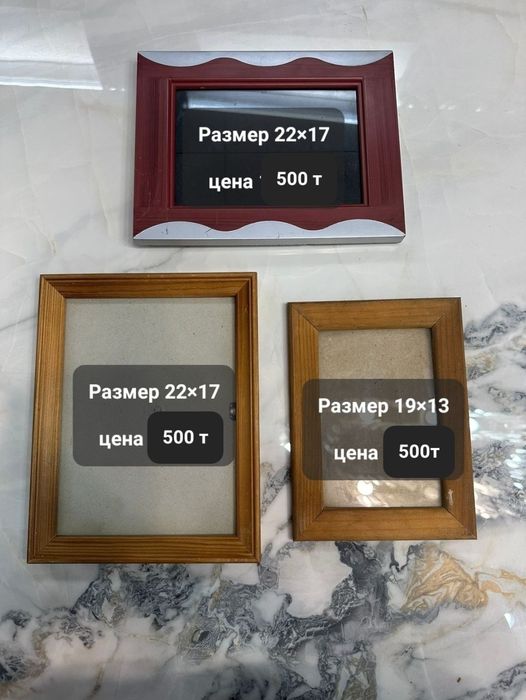 Размер 22×17
цена 500 т
Размер 22×17
цена 500 т
Размер 19×13
цена 500т